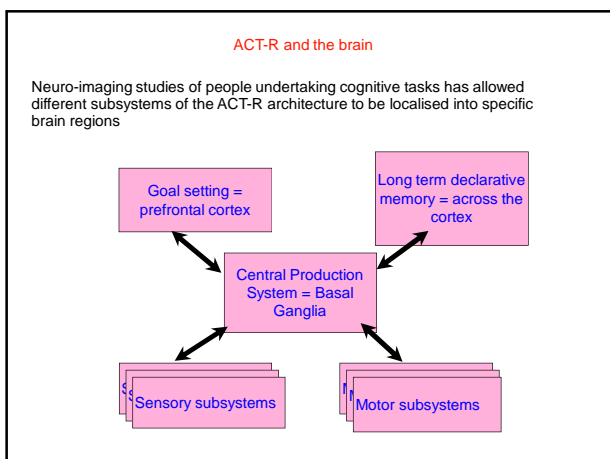 ACT-R and the brain
Neuro-imaging studies of people undertaking cognitive tasks has allowed
different subsystems of the ACT-R architecture to be localised into specific
brain regions
Goal setting =
prefrontal cortex
Long term declarative
memory = across the
cortex
Central Production
System = Basal
Ganglia
Sensory subsystems
Motor subsystems